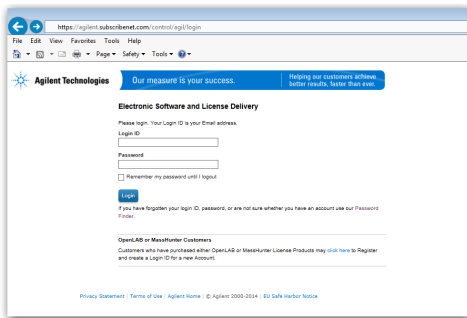 https://agilent.subscribenet.com/control/agil/login
File Edit View Favorites Tools Help
Page Safety Tools
Agilent Technologies
Our measure is your success.
Helping our customers achieve
better results, faster than ever.
Electronic Software and License Delivery
Please login. Your Login ID is your Email address.
Login ID
Password
Remember my password until I logout
Login
If you have forgotten your login ID, password, or are not sure whether you have an account use our Password
Finder.
OpenLAB or MassHunter Customers
Customers who have purchased either OpenLAB or MassHunter License Products may click here to Register
and create a Login ID for a new Account.
Privacy Statement | Terms of Use | Agilent Home | © Agilent 2000-2014 | EU Safe Harbor Notice